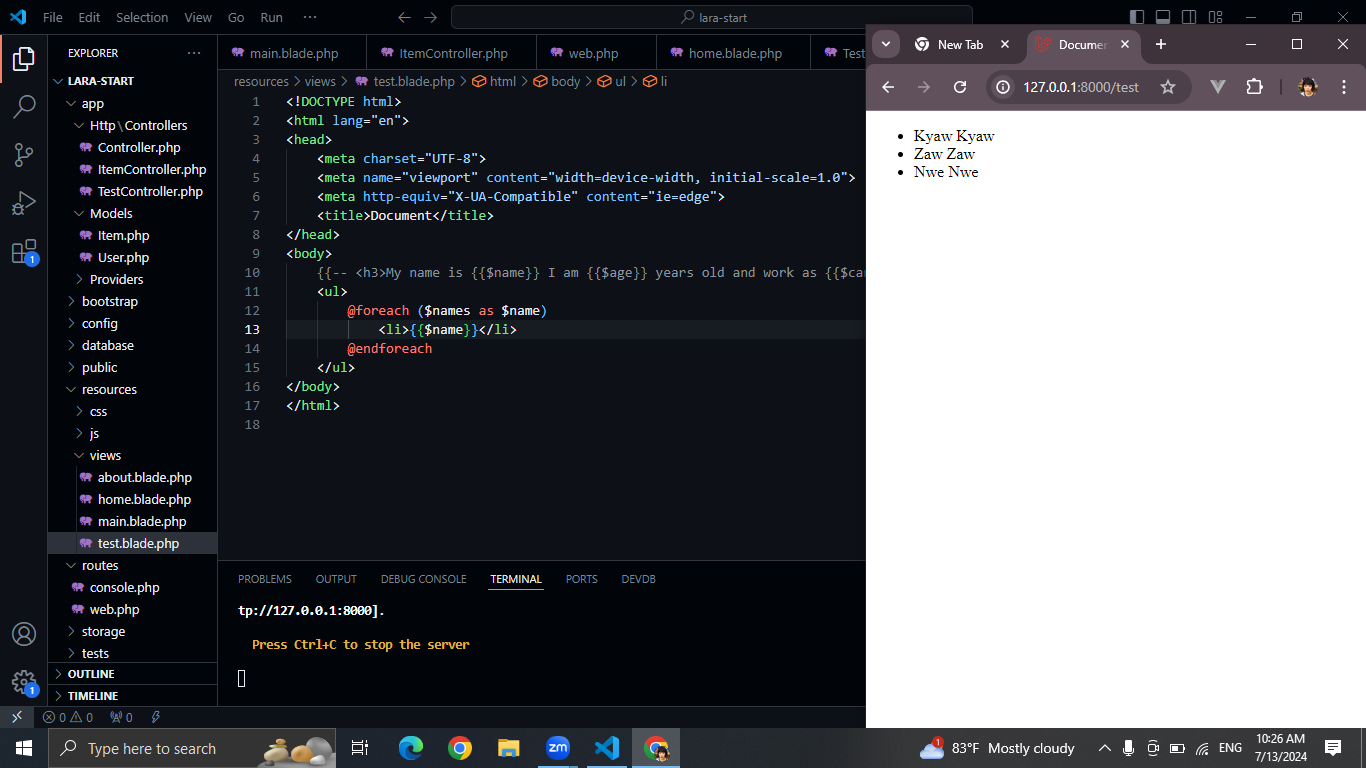 File Edit Selection View Go Run ··· lara-start
EXPLORER ···
LARA-START
app
Http\Controllers
Controller.php
ItemController.php
TestController.php
Models
Item.php
User.php
Providers
bootstrap
config
database
public
resources
css
js
views
about.blade.php
home.blade.php
main.blade.php
test.blade.php
routes
console.php
web.php
storage
tests
OUTLINE
TIMELINE
main.blade.php ItemController.php web.php home.blade.php Tes
resources > views > test.blade.php > html > body > ul > li
1 <!DOCTYPE html>
2 <html lang="en">
3 <head>
4 <meta charset="UTF-8">
5 <meta name="viewport" content="width=device-width, initial-scale=1.0">
6 <meta http-equiv="X-UA-Compatible" content="ie=edge">
7 <title>Document</title>
8 </head>
9 <body>
10 {{-- <h3>My name is {{$name}} I am {{$age}} years old and work as {{$ca
11 <ul>
12 @foreach ($names as $name)
13 <li>{{$name}}</li>
14 @endforeach
15 </ul>
16 </body>
17 </html>
18
PROBLEMS OUTPUT DEBUG CONSOLE TERMINAL PORTS DEVDB
tp://127.0.0.1:8000].
Press Ctrl+C to stop the server
1
1
0 0 0
New Tab Documen
127.0.0.1:8000/test
Kyaw Kyaw
Zaw Zaw
Nwe Nwe
Type here to search
zm
1
83°F Mostly cloudy
ENG
10:26 AM
7/13/2024